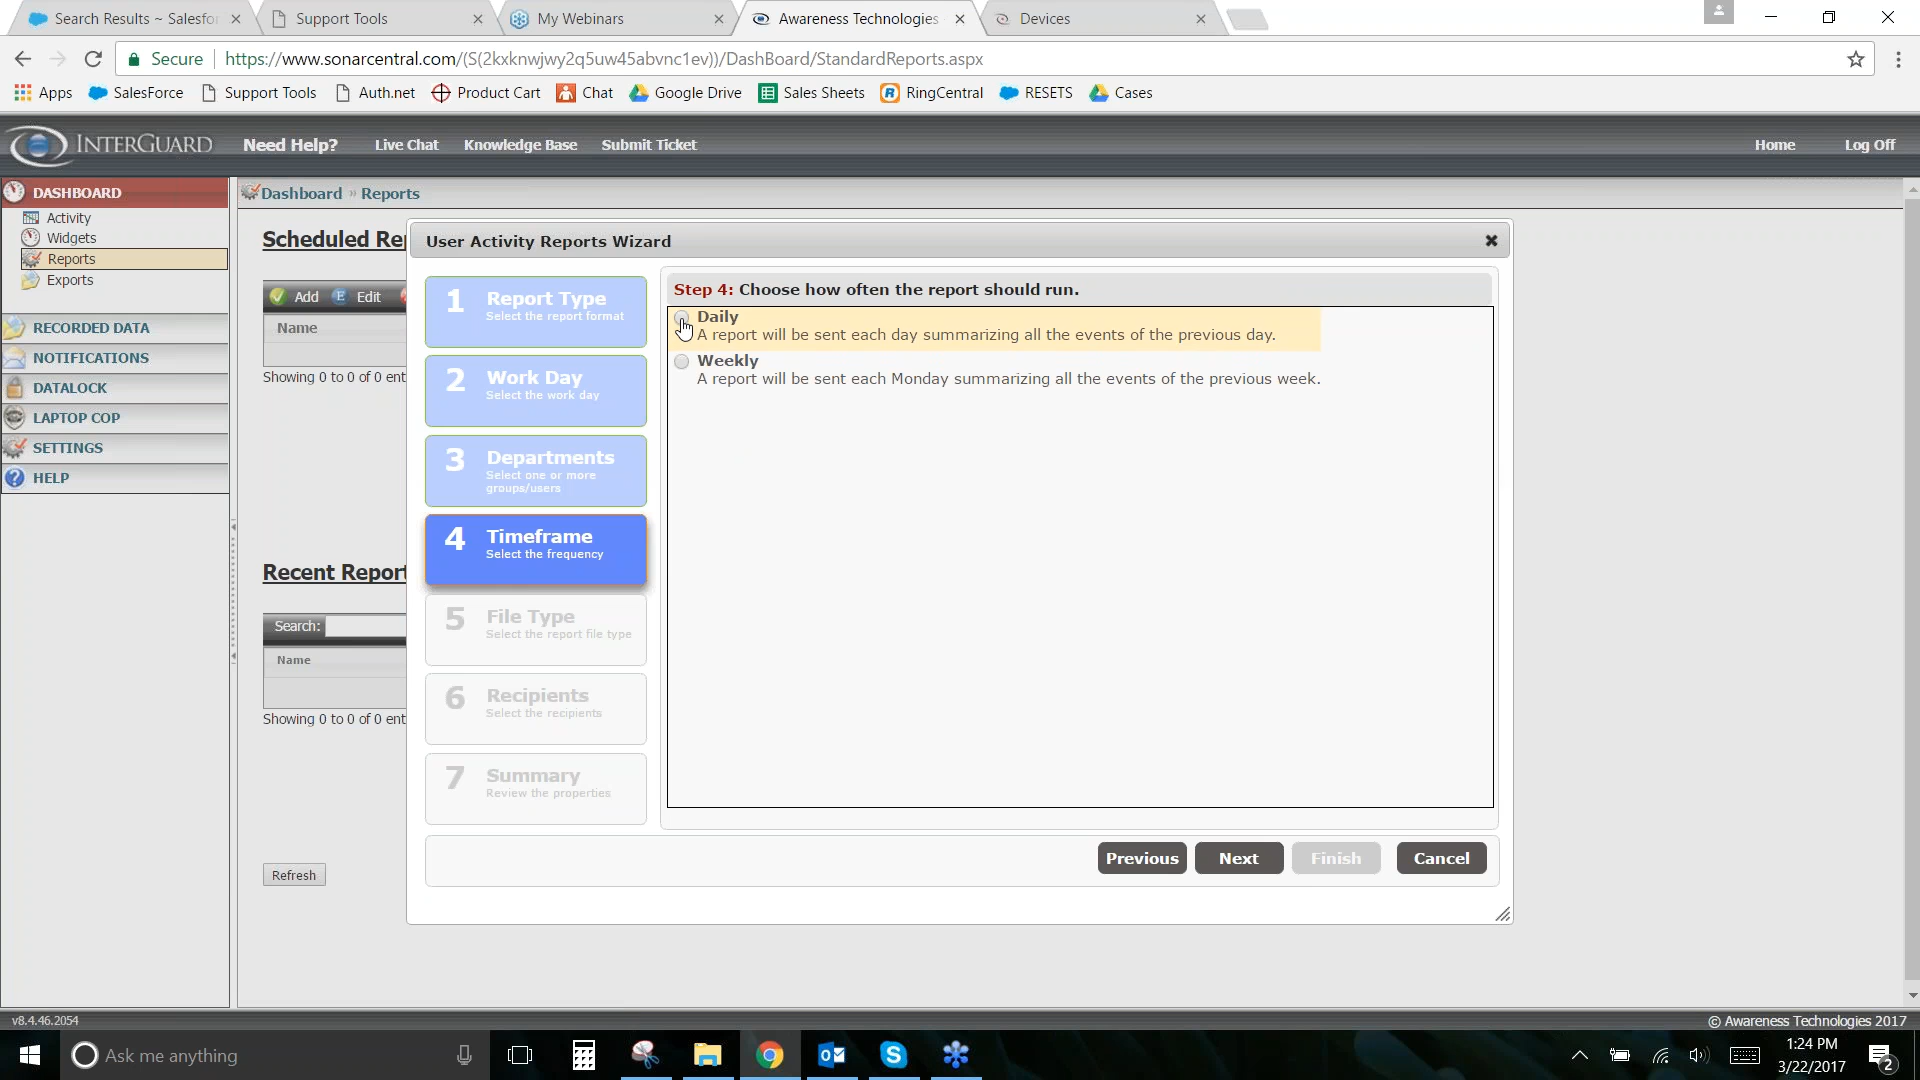 Search Results ~ Salesfor
Support Tools
My Webinars
Awareness Technologies
Devices
Secure
https://www.sonarcentral.com/(S(2kxknwjwy2q5uw45abvnc1ev))/DashBoard/StandardReports.aspx
Apps
SalesForce
Support Tools
Auth.net
Product Cart
Chat
Google Drive
Sales Sheets
RingCentral
RESETS
Cases
INTERGUARD
Need Help?
Live Chat
Knowledge Base
Submit Ticket
Home
Log Off
DASHBOARD
Activity
Widgets
Reports
Exports
RECORDED DATA
NOTIFICATIONS
DATALOCK
LAPTOP COP
SETTINGS
HELP
Dashboard » Reports
Scheduled Re
Add
E Edit
Name
Showing 0 to 0 of 0 ent
Recent Report
Search:
Name
Showing 0 to 0 of 0 ent
Refresh
User Activity Reports Wizard
1 Report Type
Select the report format
2 Work Day
Select the work day
3 Departments
Select one or more
groups/users
4 Timeframe
Select the frequency
5 File Type
Select the report file type
6 Recipients
Select the recipients
7 Summary
Review the properties
Step 4: Choose how often the report should run.
Daily
A report will be sent each day summarizing all the events of the previous day.
Weekly
A report will be sent each Monday summarizing all the events of the previous week.
Previous
Next
Finish
Cancel
v8.4.46.2054
© Awareness Technologies 2017
Ask me anything
1:24 PM
3/22/2017
2